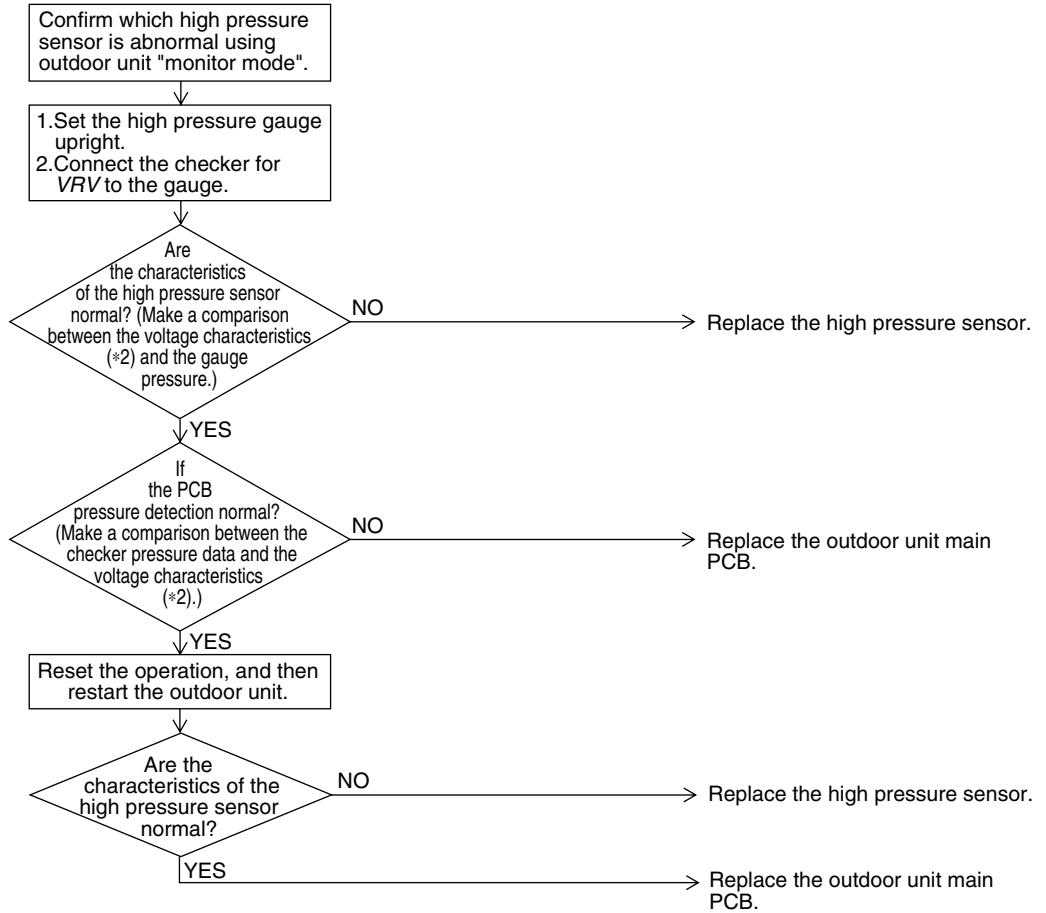 Confirm which high pressure
sensor is abnormal using
outdoor unit "monitor mode".
1.Set the high pressure gauge
upright.
2.Connect the checker for
VRV to the gauge.
Are
the characteristics
of the high pressure sensor
normal? (Make a comparison
between the voltage characteristics
(*2) and the gauge
pressure.)
NO
Replace the high pressure sensor.
YES
If
the PCB
pressure detection normal?
(Make a comparison between the
checker pressure data and the
voltage characteristics
(*2).)
NO
Replace the outdoor unit main
PCB.
YES
Reset the operation, and then
restart the outdoor unit.
Are the
characteristics of the
high pressure sensor
normal?
NO
Replace the high pressure sensor.
YES
Replace the outdoor unit main
PCB.